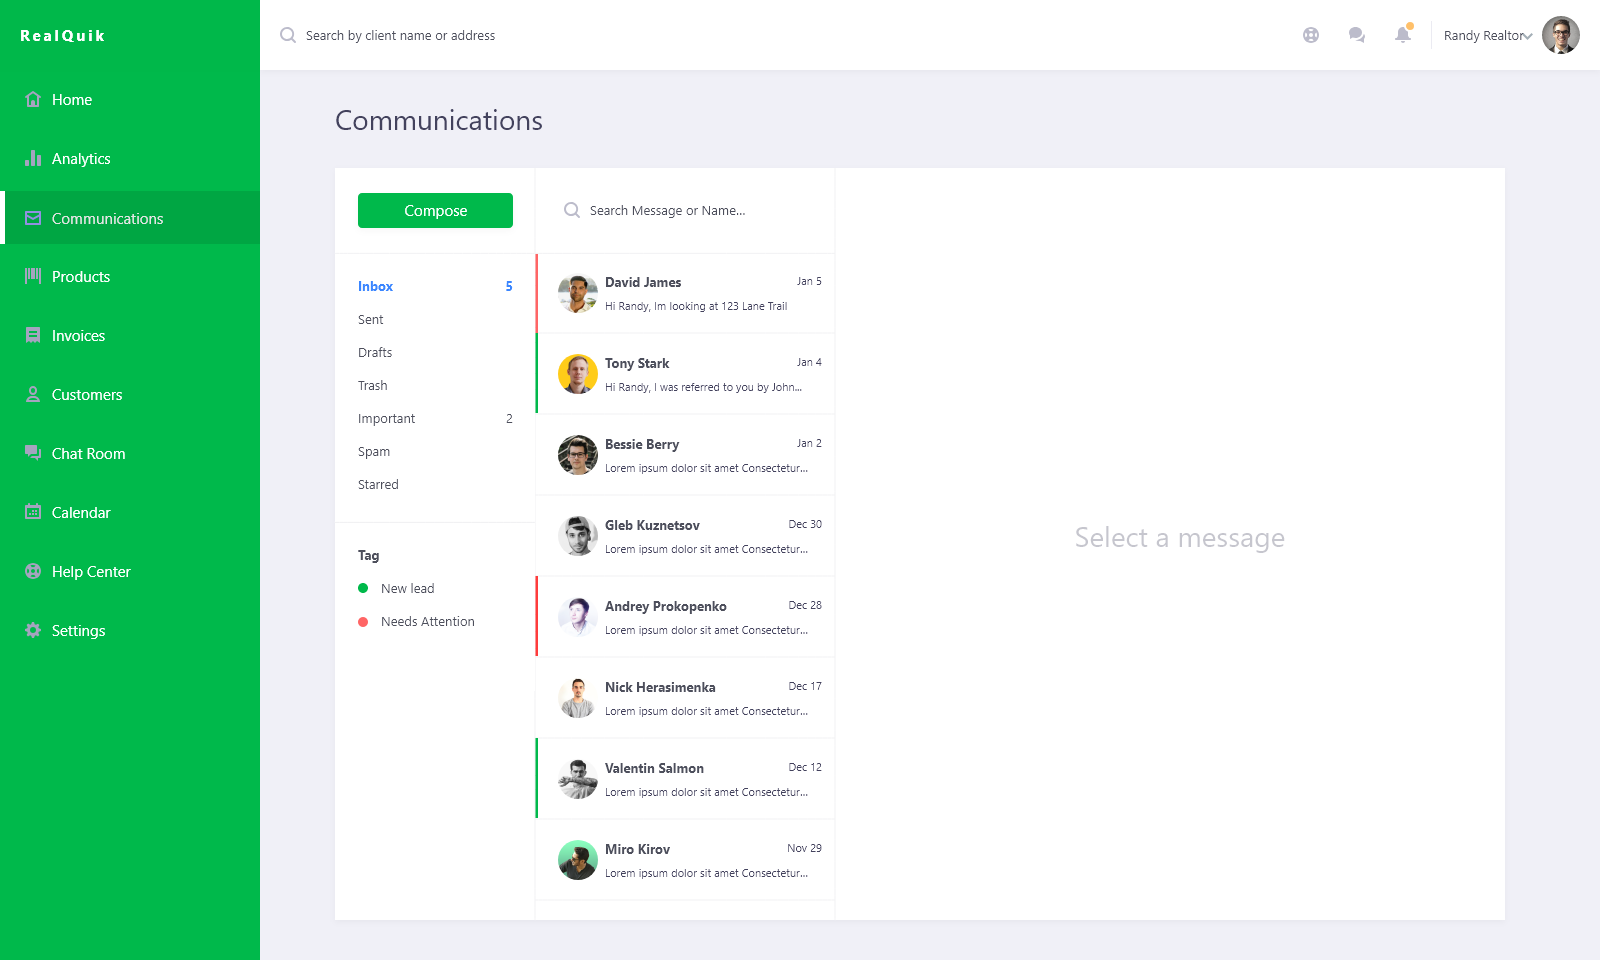 RealQuik
Search by client name or address
Randy Realtor
Home
Analytics
Communications
Products
Invoices
Customers
Chat Room
Calendar
Help Center
Settings
Communications
Compose
Inbox 5
Sent
Drafts
Trash
Important 2
Spam
Starred
Tag
New lead
Needs Attention
Search Message or Name...
David James Jan 5
Hi Randy, Im looking at 123 Lane Trail
Tony Stark Jan 4
Hi Randy, I was referred to you by John...
Bessie Berry Jan 2
Lorem ipsum dolor sit amet Consectetur...
Gleb Kuznetsov Dec 30
Lorem ipsum dolor sit amet Consectetur...
Andrey Prokopenko Dec 28
Lorem ipsum dolor sit amet Consectetur...
Nick Herasimenka Dec 17
Lorem ipsum dolor sit amet Consectetur...
Valentin Salmon Dec 12
Lorem ipsum dolor sit amet Consectetur...
Miro Kirov Nov 29
Lorem ipsum dolor sit amet Consectetur...
Select a message